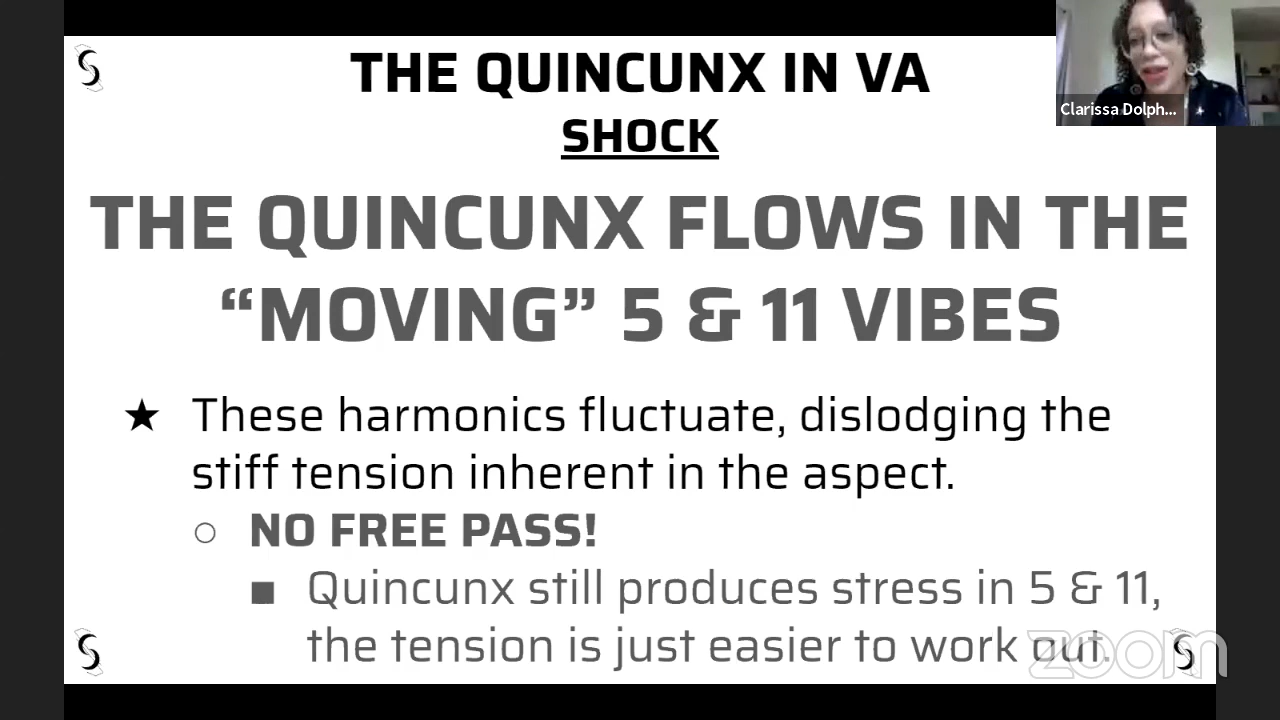 THE QUINCUNX IN VA
SHOCK
Clarissa Dolph...
THE QUINCUNX FLOWS IN THE
“MOVING” 5 & 11 VIBES
★ These harmonics fluctuate, dislodging the
stiff tension inherent in the aspect.
○ NO FREE PASS!
■ Quincunx still produces stress in 5 & 11,
the tension is just easier to work out.
zoom